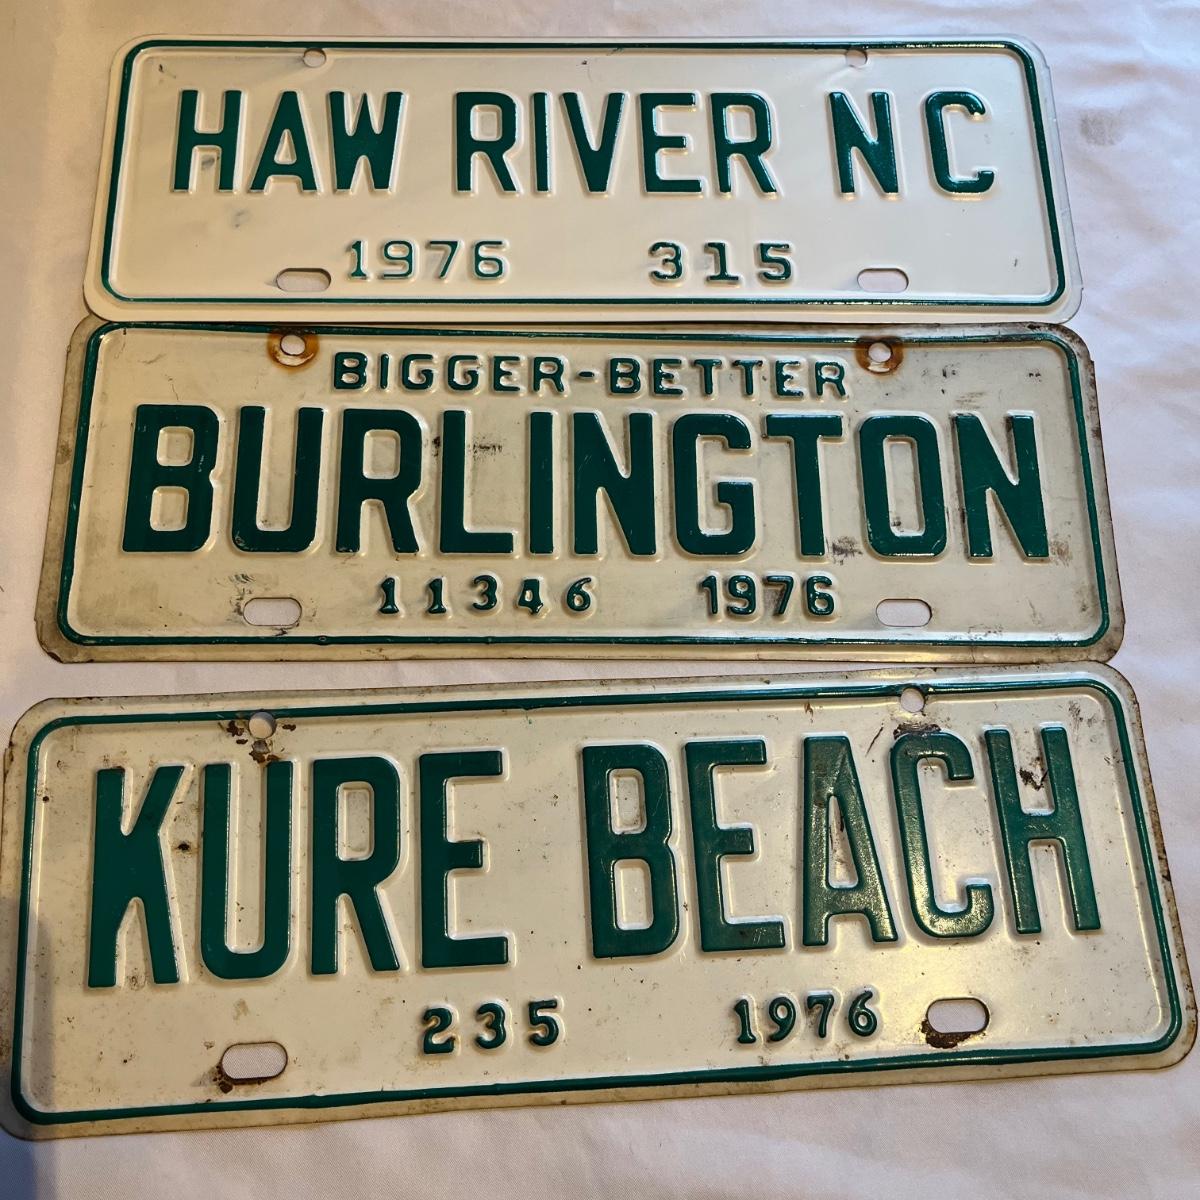 HAW RIVER NC
1976 315
BIGGER-BETTER
BURLINGTON
11346 1976
KURE BEACH
235 1976